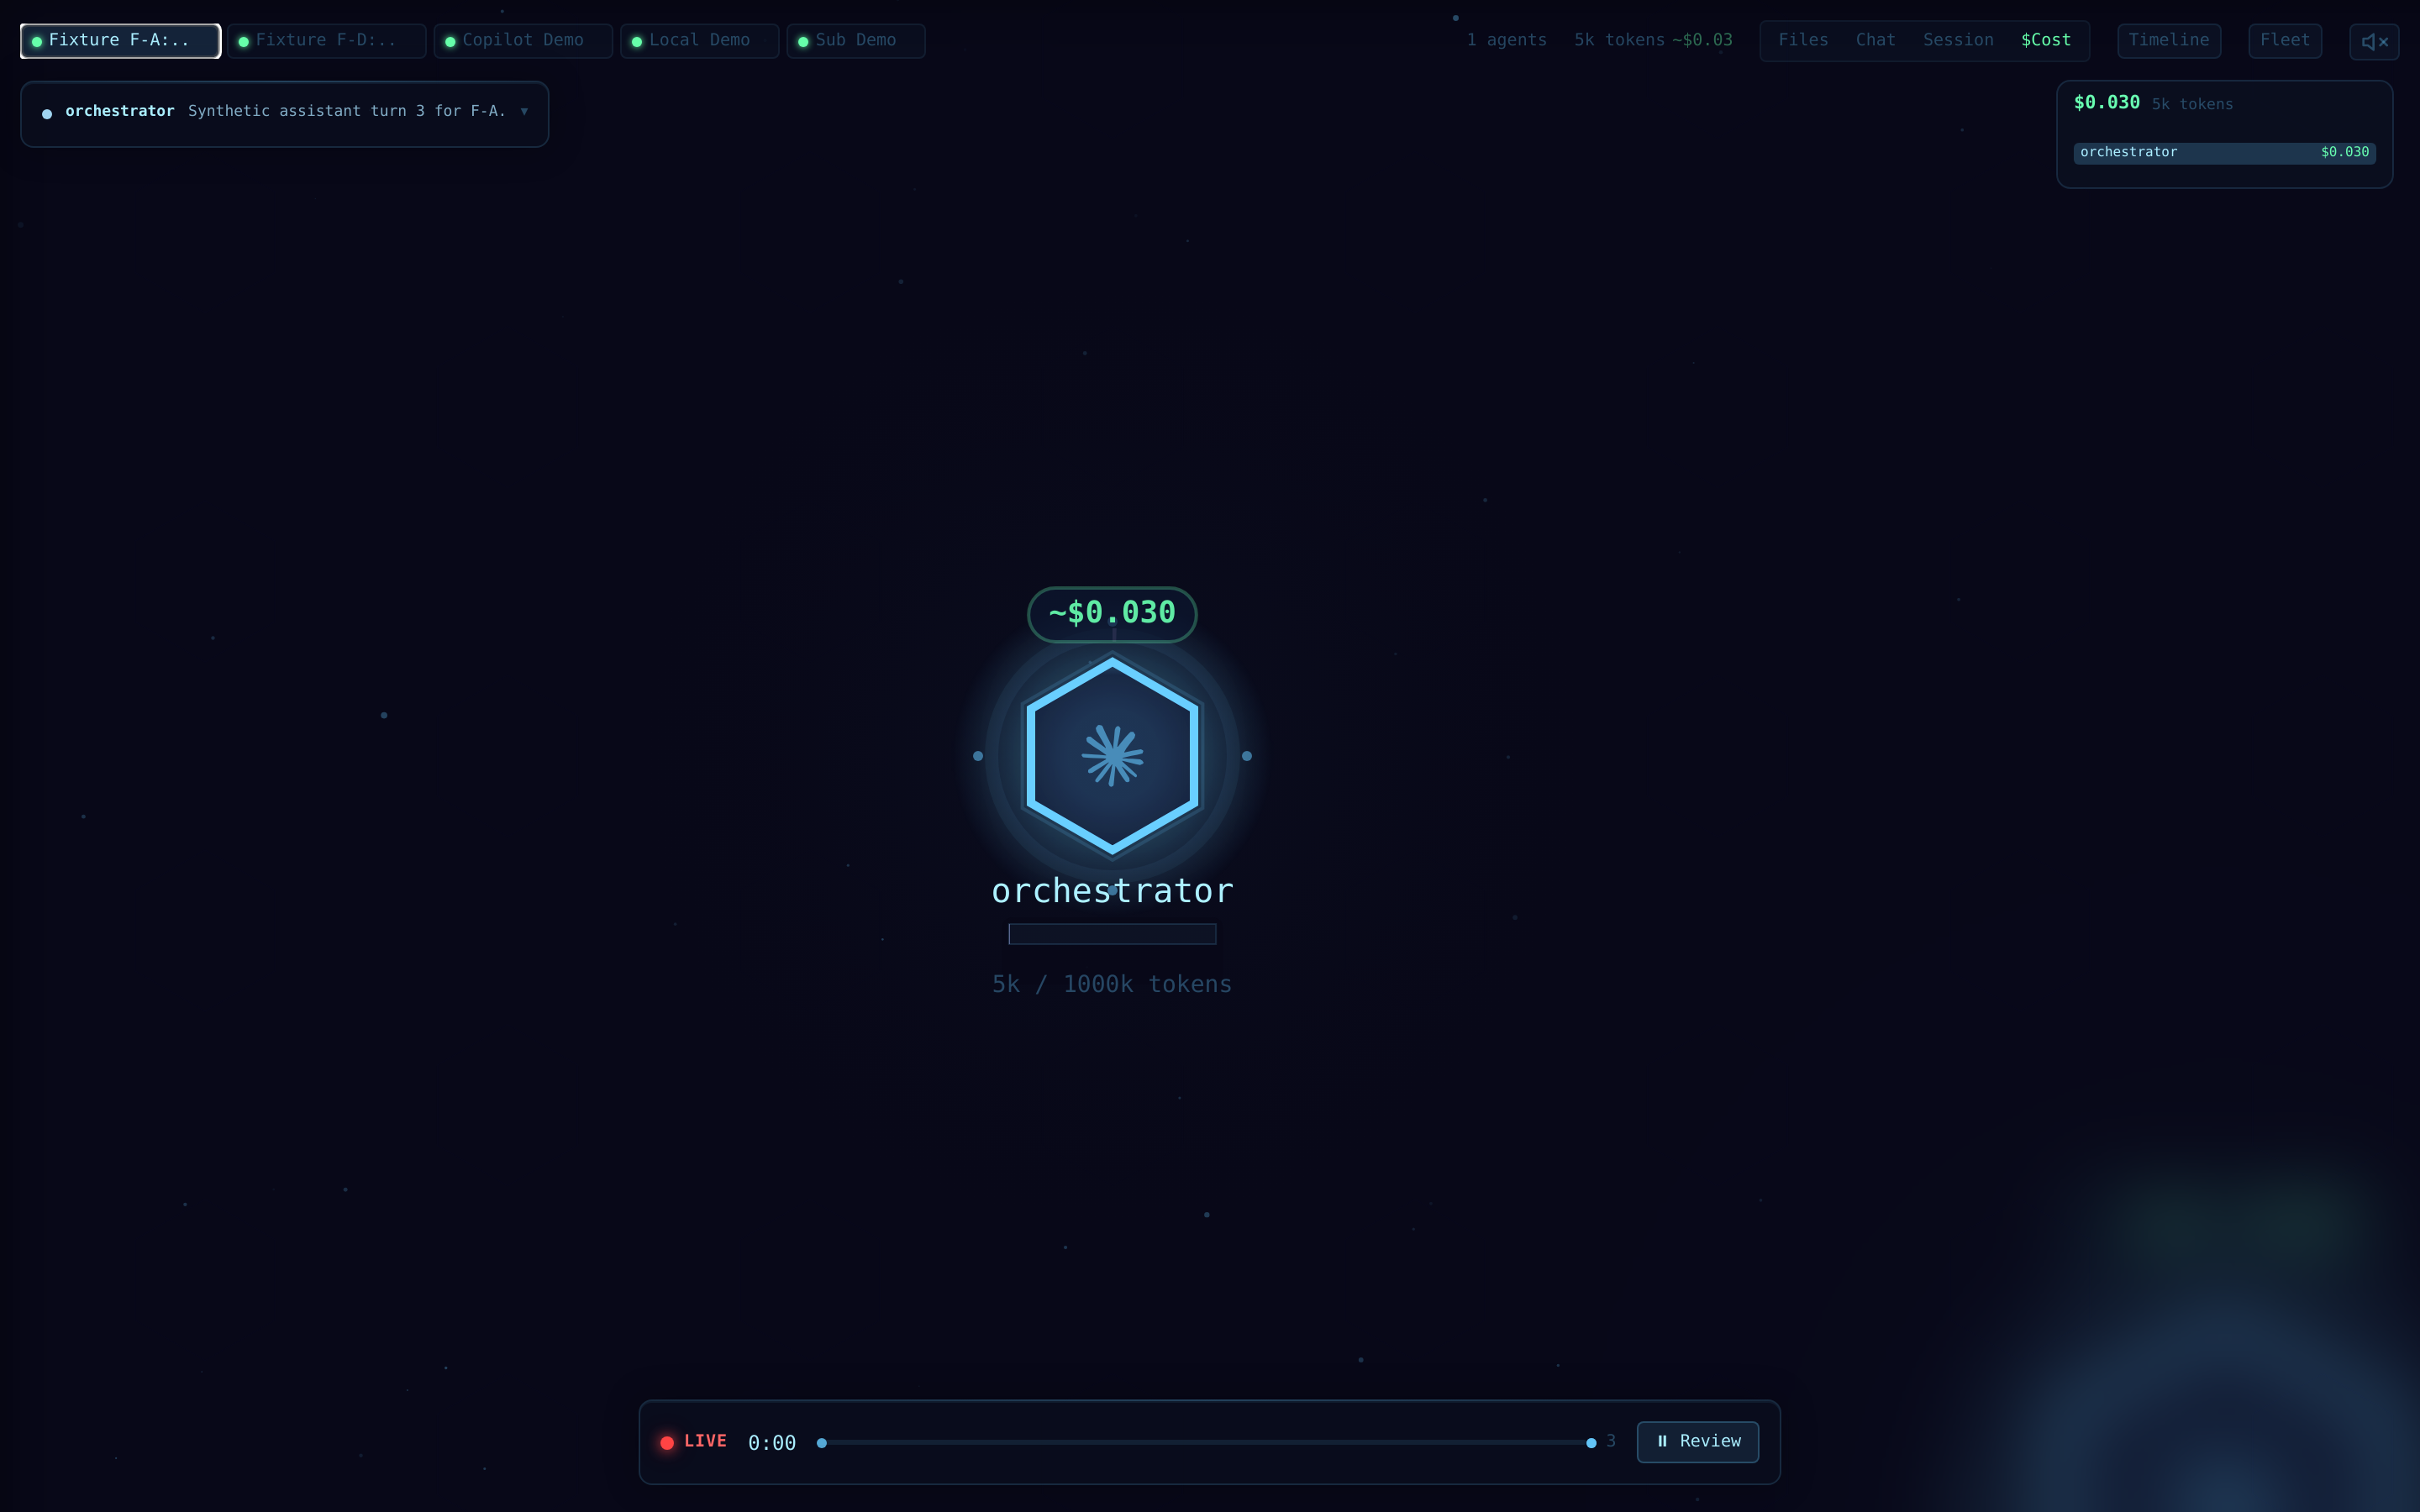 Fixture F-A:.. Fixture F-D:.. Copilot Demo Local Demo Sub Demo 1 agents 5k tokens ~$0.03 Files Chat Session $Cost Timeline Fleet
orchestrator Synthetic assistant turn 3 for F-A. ▼
$0.030 5k tokens
orchestrator $0.030
~$0.030
orchestrator
5k / 1000k tokens
LIVE 0:00 3 Review